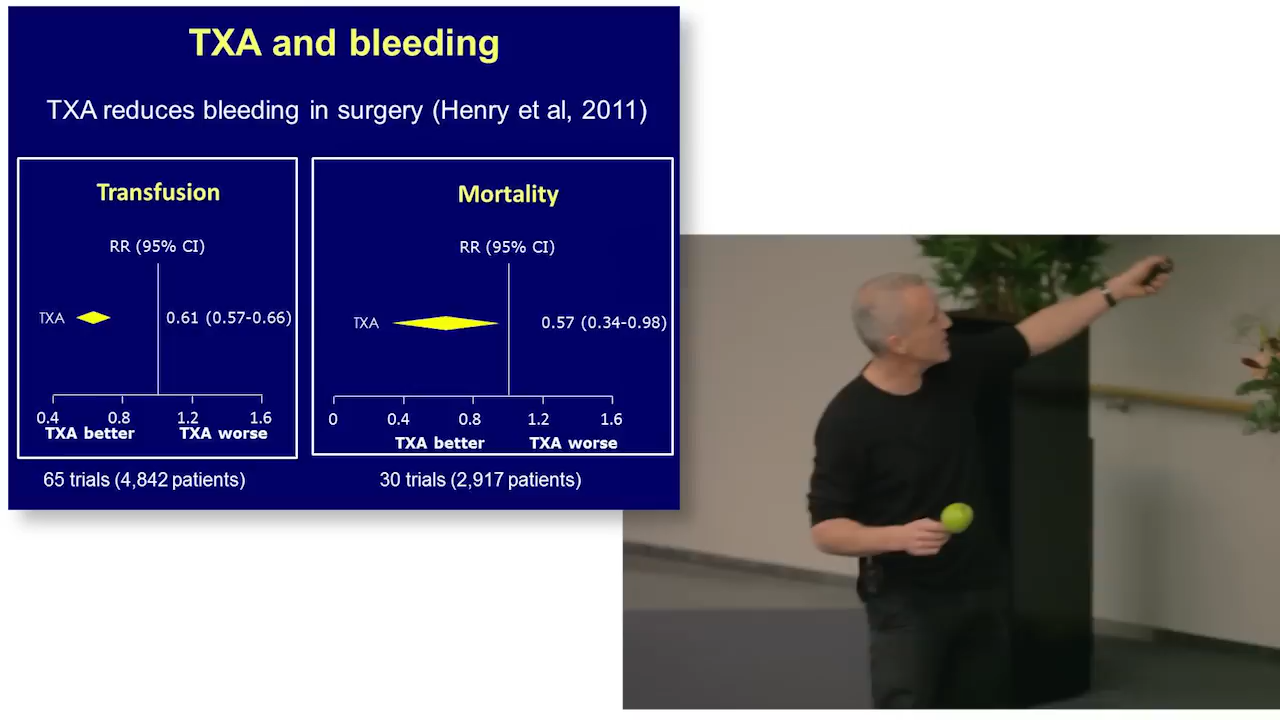 TXA and bleeding
TXA reduces bleeding in surgery (Henry et al, 2011)
Transfusion
RR (95% CI)
TXA
0.61 (0.57-0.66)
0.4 0.8 1.2 1.6
TXA better TXA worse
65 trials (4,842 patients)
Mortality
RR (95% CI)
TXA
0.57 (0.34-0.98)
0 0.4 0.8 1.2 1.6
TXA better TXA worse
30 trials (2,917 patients)